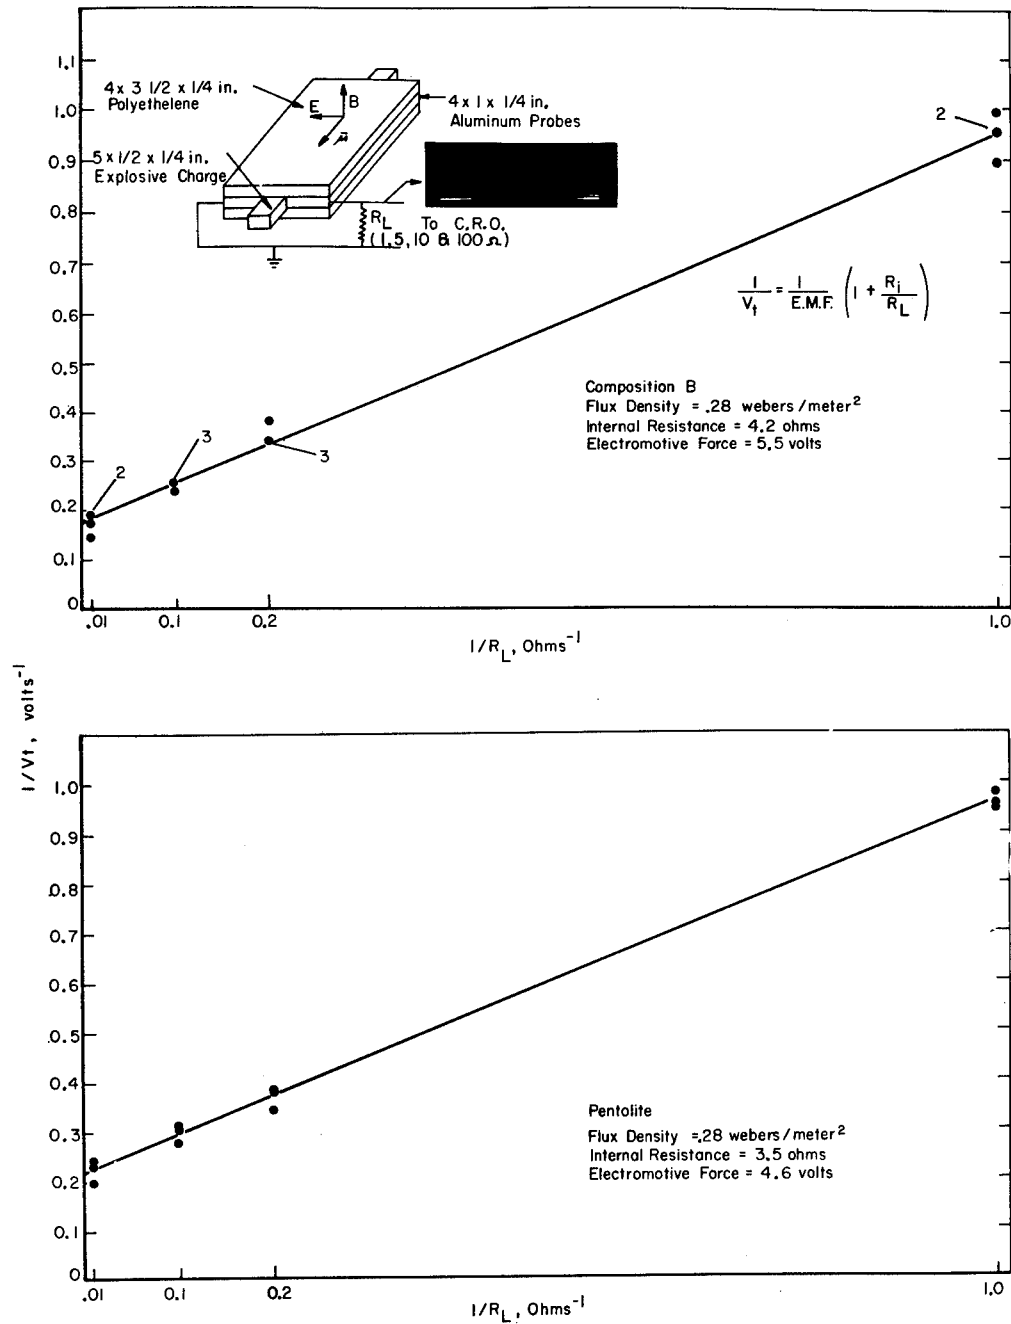 1.1
1.0
0.9
0.8
0.7
0.6
0.5
0.4
0.3
0.2
0.1
0
4 x 3 1/2 x 1/4 in.
Polyethelene
E
B
μ̄
4 x 1 x 1/4 in.
Aluminum Probes
5 x 1/2 x 1/4 in.
Explosive Charge
R_L To C.R.O.
(1,5,10 & 100 Ω)
2
1/V_t = 1/E.M.F. (1 + R_i/R_L)
Composition B
Flux Density = .28 webers/meter²
Internal Resistance = 4.2 ohms
Electromotive Force = 5.5 volts
3
3
2
.01 0.1 0.2 1.0
1/R_L, Ohms⁻¹
1/Vt, volts⁻¹
1.0
0.9
0.8
0.7
0.6
0.5
0.4
0.3
0.2
0.1
0
Pentolite
Flux Density =.28 webers/meter²
Internal Resistance = 3.5 ohms
Electromotive Force = 4.6 volts
.01 0.1 0.2 1.0
1/R_L, Ohms⁻¹